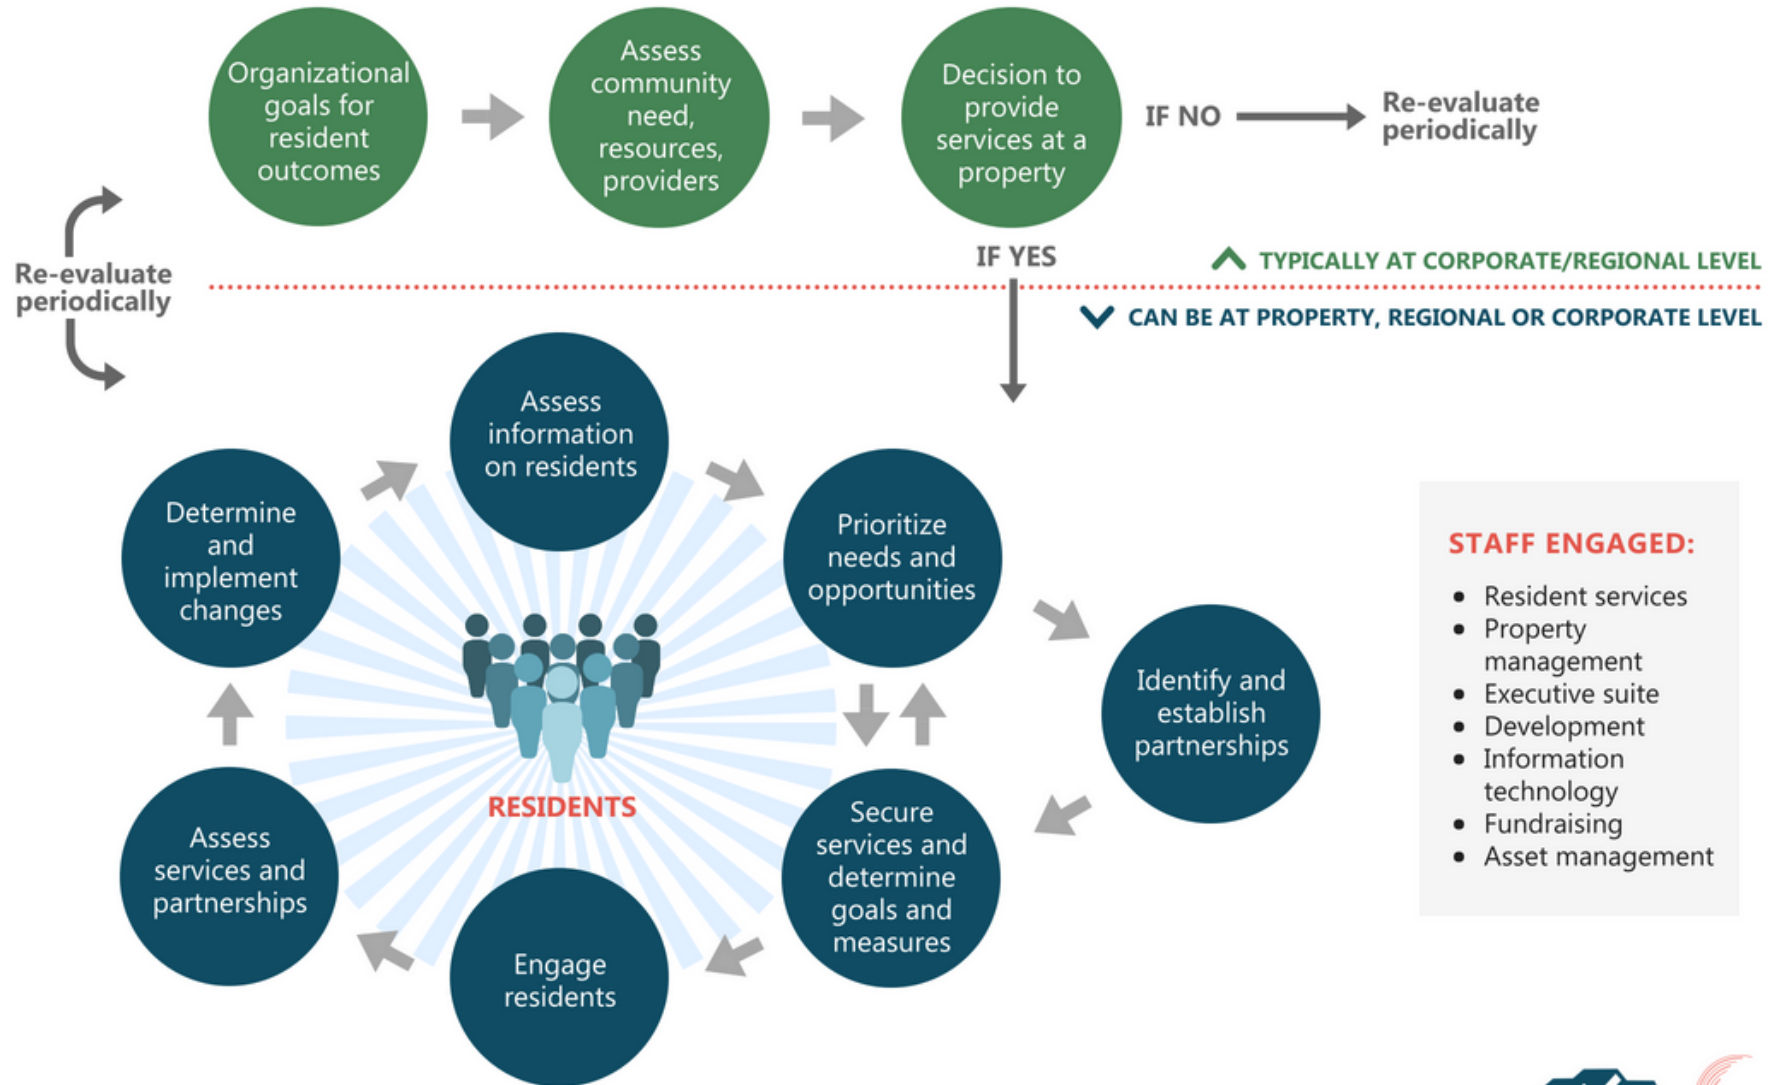 Organizational
goals for
resident
outcomes
Assess
community
need,
resources,
providers
Decision to
provide
services at a
property
IF NO
Re-evaluate
periodically
IF YES
TYPICALLY AT CORPORATE/REGIONAL LEVEL
Re-evaluate
periodically
CAN BE AT PROPERTY, REGIONAL OR CORPORATE LEVEL
Assess
information
on residents
Prioritize
needs and
opportunities
Identify and
establish
partnerships
Secure
services and
determine
goals and
measures
Engage
residents
Assess
services and
partnerships
Determine
and
implement
changes
RESIDENTS
STAFF ENGAGED:
• Resident services
• Property
management
• Executive suite
• Development
• Information
technology
• Fundraising
• Asset management